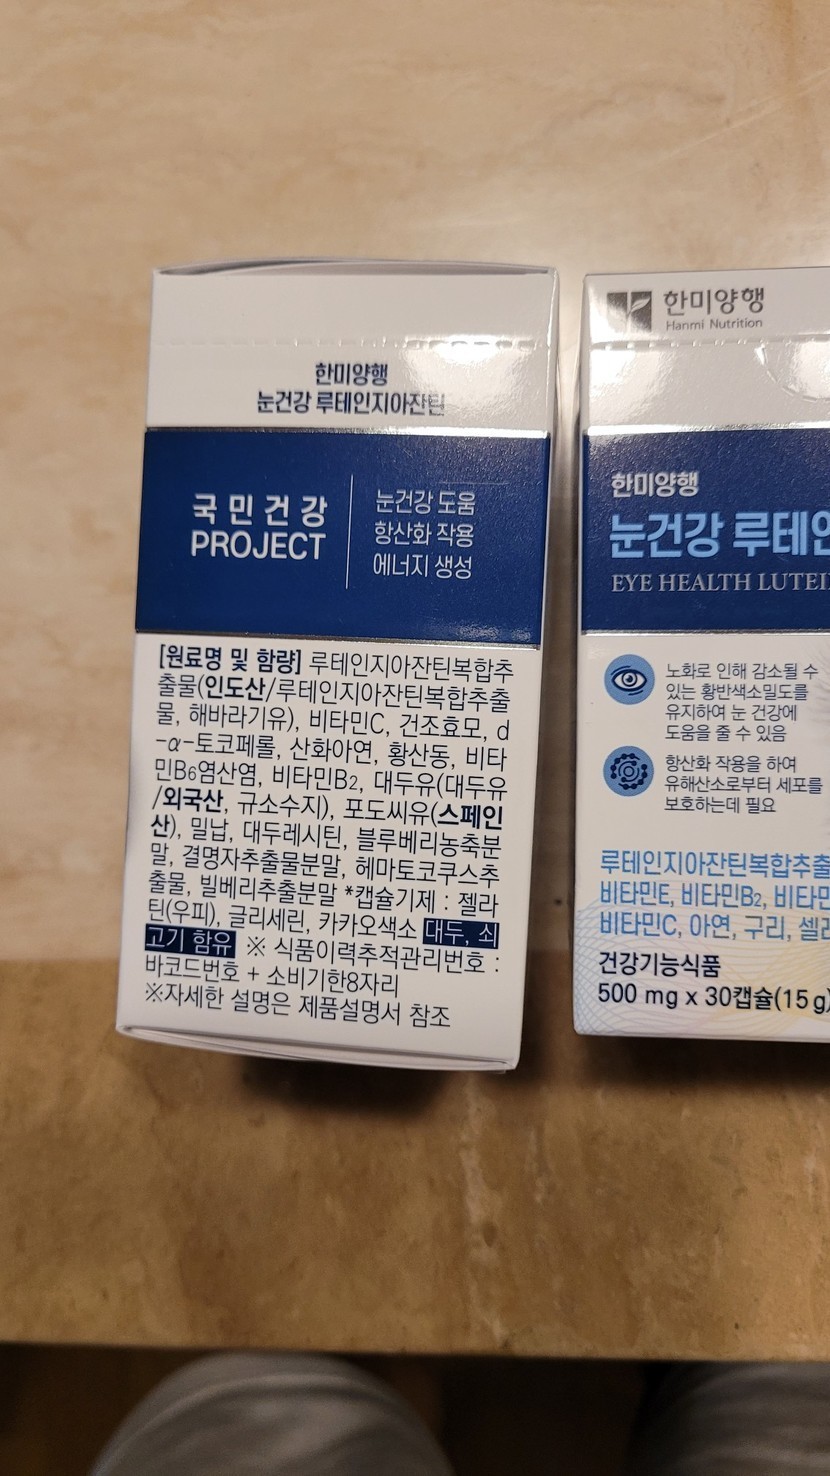 한미양행
눈건강 루테인지아잔틴
국민건강
PROJECT
눈건강 도움
항산화 작용
에너지 생성
[원료명 및 함량] 루테인지아잔틴복합추
출물(인도산/루테인지아잔틴복합추출
물, 해바라기유), 비타민C, 건조효모, d
-α-토코페롤, 산화아연, 황산동, 비타
민B6염산염, 비타민B2, 대두유(대두유
/외국산, 규소수지), 포도씨유(스페인
산), 밀납, 대두레시틴, 블루베리농축분
말, 결명자추출물분말, 헤마토코쿠스추
출물, 빌베리추출분말 *캡슐기제 : 젤라
틴(우피), 글리세린, 카카오색소 대두, 쇠
고기 함유 ※ 식품이력추적관리번호 :
바코드번호 + 소비기한8자리
※자세한 설명은 제품설명서 참조
한미양행
Hanmi Nutrition
한미양행
눈건강 루테인
EYE HEALTH LUTEI
노화로 인해 감소될 수
있는 황반색소밀도를
유지하여 눈 건강에
도움을 줄 수 있음
항산화 작용을 하여
유해산소로부터 세포를
보호하는데 필요
루테인지아잔틴복합추출
비타민E, 비타민B2, 비타민
비타민C, 아연, 구리, 셀
건강기능식품
500 mg x 30캡슐(15 g)